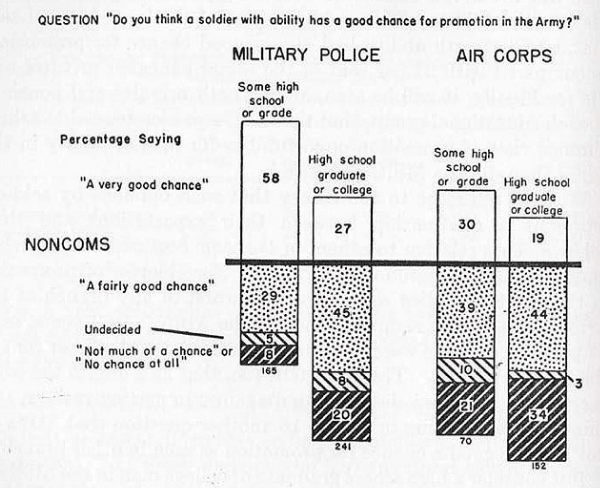 QUESTION "Do you think a soldier with ability has a good chance for promotion in the Army?"
MILITARY POLICE
AIR CORPS
Some high
school
or grade
Percentage Saying
"A very good chance"
58
High school
graduate
or college
27
Some high
school
or grade
30
High school
graduate
or college
19
NONCOMS
"A fairly good chance"
29
45
39
44
Undecided
5
8
10
3
"Not much of a chance" or
"No chance at all"
8
20
21
34
165
241
70
152